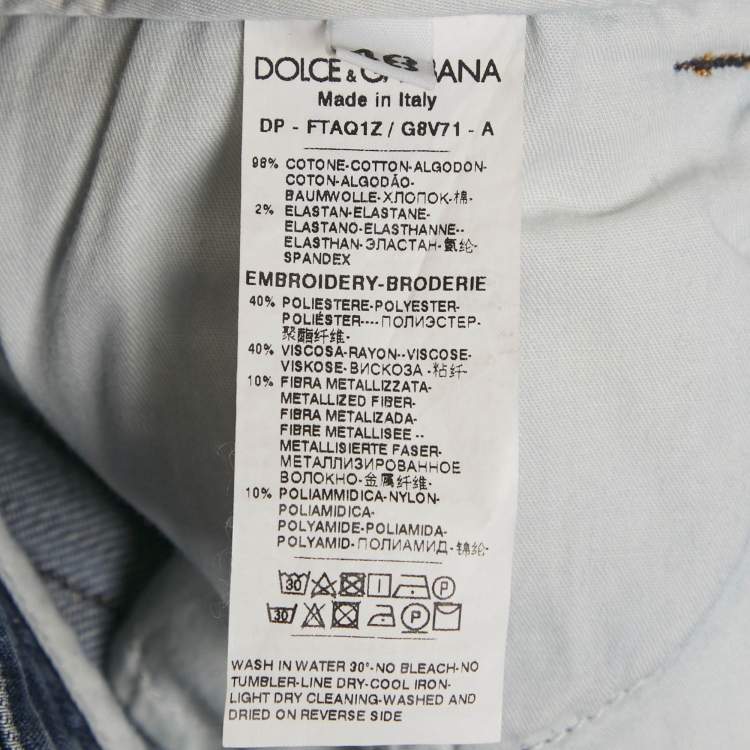 48
DOLCE & GABBANA
Made in Italy
DP - FTAQ1Z / G8V71 - A
98% COTONE-COTTON-ALGODON-
COTON-ALGODÃO-
BAUMWOLLE-ХЛОПОК-棉-
2% ELASTAN-ELASTANE-
ELASTANO-ELASTHANNE--
ELASTHAN-ЭЛАСТАН-氨纶-
SPANDEX
EMBROIDERY-BRODERIE
40% POLIESTERE-POLYESTER-
POLIÉSTER----ПОЛИЭСТЕР-
聚酯纤维-
40% VISCOSA-RAYON--VISCOSE-
VISKOSE-ВИСКОЗА -粘纤-
10% FIBRA METALLIZZATA-
METALLIZED FIBER-
FIBRA METALIZADA-
FIBRE METALLISEE --
METALLISIERTE FASER-
МЕТАЛЛИЗИРОВАННОЕ
ВОЛОКНО-金属纤维-
10% POLIAMMIDICA-NYLON-
POLIAMIDICA-
POLYAMIDE-POLIAMIDA-
POLYAMID-ПОЛИАМИД-锦纶-
30 P
30 P
WASH IN WATER 30°-NO BLEACH-NO
TUMBLER-LINE DRY-COOL IRON-
LIGHT DRY CLEANING-WASHED AND
DRIED ON REVERSE SIDE